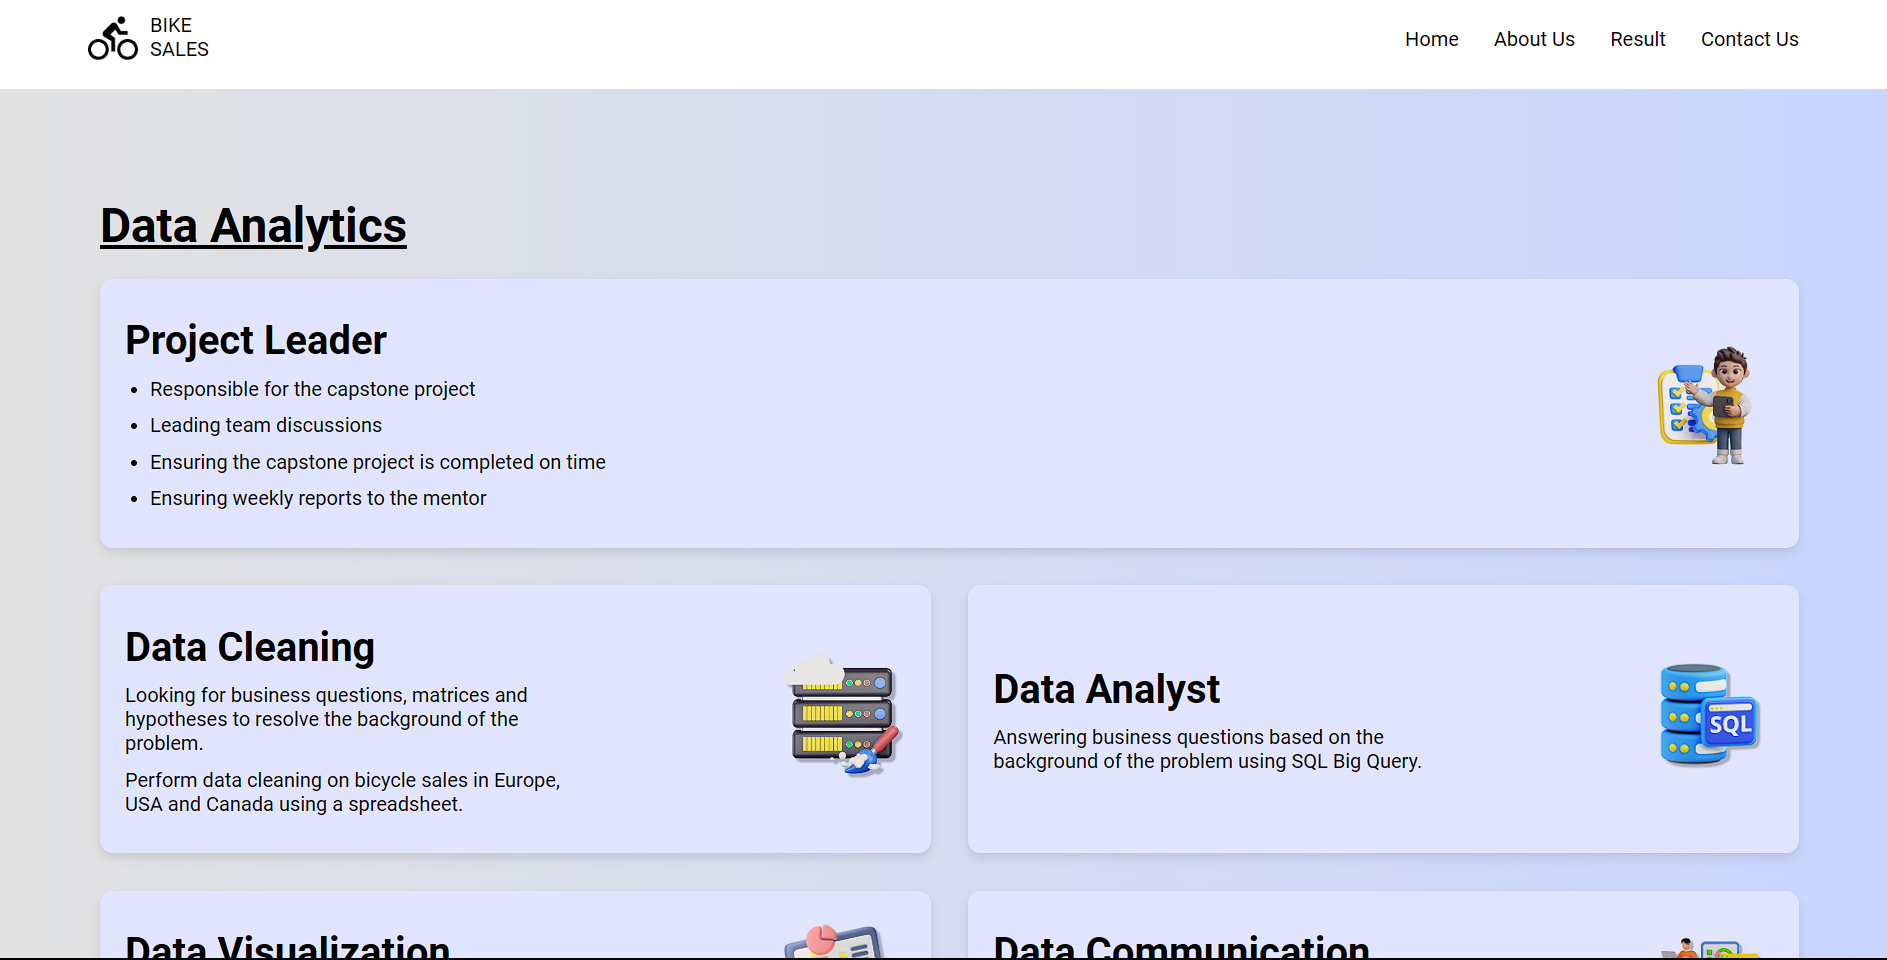 BIKE
SALES
Home
About Us
Result
Contact Us
Data Analytics
Project Leader
• Responsible for the capstone project
• Leading team discussions
• Ensuring the capstone project is completed on time
• Ensuring weekly reports to the mentor
Data Cleaning
Looking for business questions, matrices and
hypotheses to resolve the background of the
problem.
Perform data cleaning on bicycle sales in Europe,
USA and Canada using a spreadsheet.
Data Analyst
Answering business questions based on the
background of the problem using SQL Big Query.
SQL
Data Visualization
Data Communication